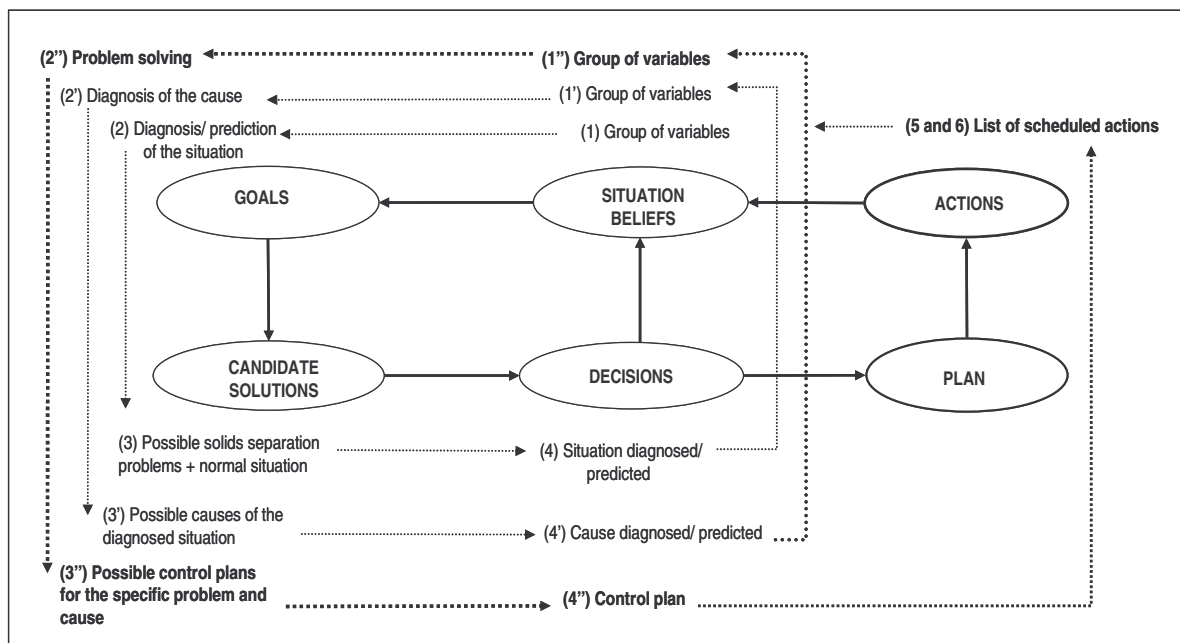 (2") Problem solving
(1") Group of variables
(2') Diagnosis of the cause
(1') Group of variables
(2) Diagnosis/ prediction
of the situation
(1) Group of variables
(5 and 6) List of scheduled actions
GOALS
SITUATION
BELIEFS
ACTIONS
CANDIDATE
SOLUTIONS
DECISIONS
PLAN
(3) Possible solids separation
problems + normal situation
(4) Situation diagnosed/
predicted
(3') Possible causes of the
diagnosed situation
(4') Cause diagnosed/ predicted
(3") Possible control plans
for the specific problem and
cause
(4") Control plan